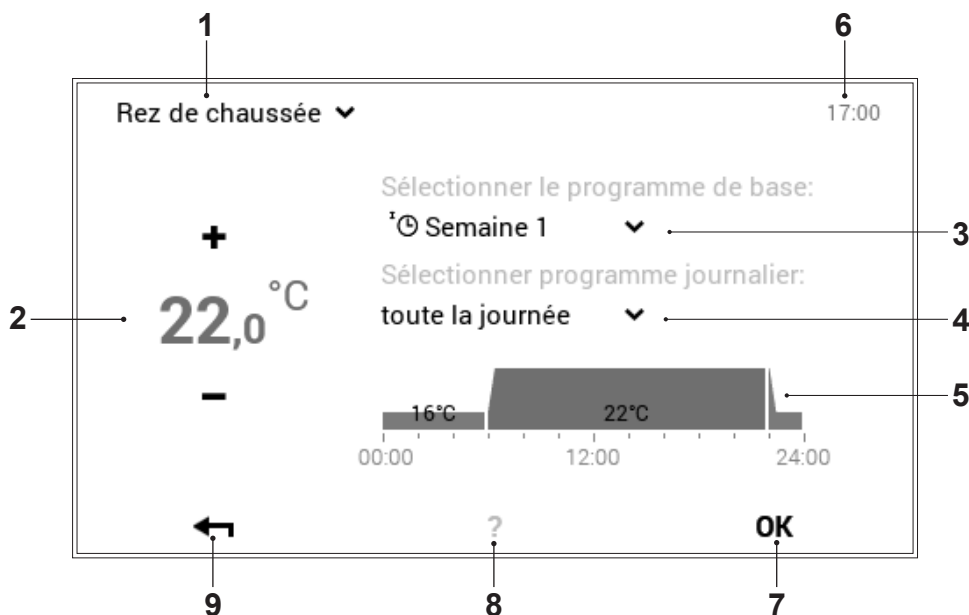 1 6
Rez de chaussée 17:00
Sélectionner le programme de base:
+ I Semaine 1 3
Sélectionner programme journalier:
2 22,0 °C toute la journée 4
− 16°C 22°C 5
00:00 12:00 24:00
? OK
9 8 7